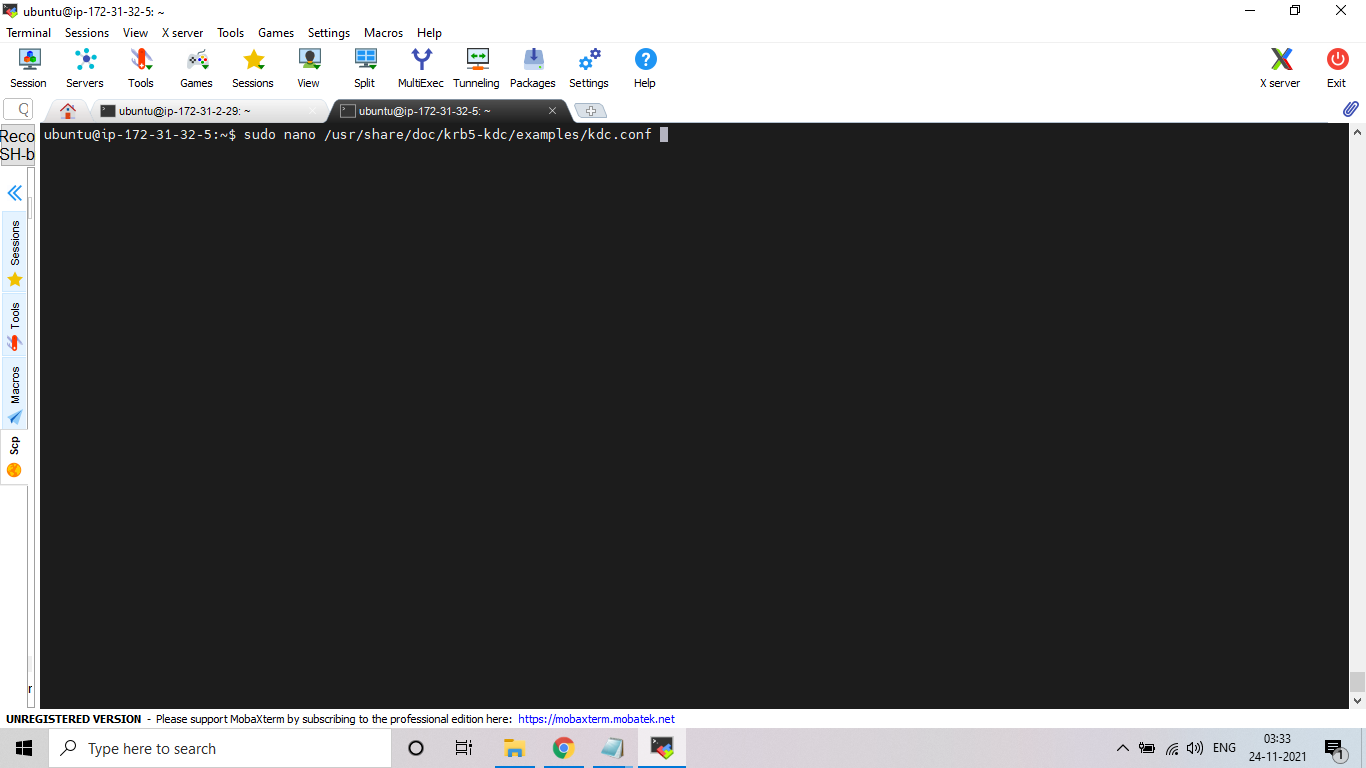 ubuntu@ip-172-31-32-5: ~
Terminal Sessions View X server Tools Games Settings Macros Help
Session Servers Tools Games Sessions View Split MultiExec Tunneling Packages Settings Help X server Exit
ubuntu@ip-172-31-2-29: ~ ubuntu@ip-172-31-32-5: ~
Reco
SH-b
ubuntu@ip-172-31-32-5:~$ sudo nano /usr/share/doc/krb5-kdc/examples/kdc.conf
Sessions
Tools
Macros
Scp
r
UNREGISTERED VERSION - Please support MobaXterm by subscribing to the professional edition here: https://mobaxterm.mobatek.net
Type here to search
ENG
03:33
24-11-2021
1